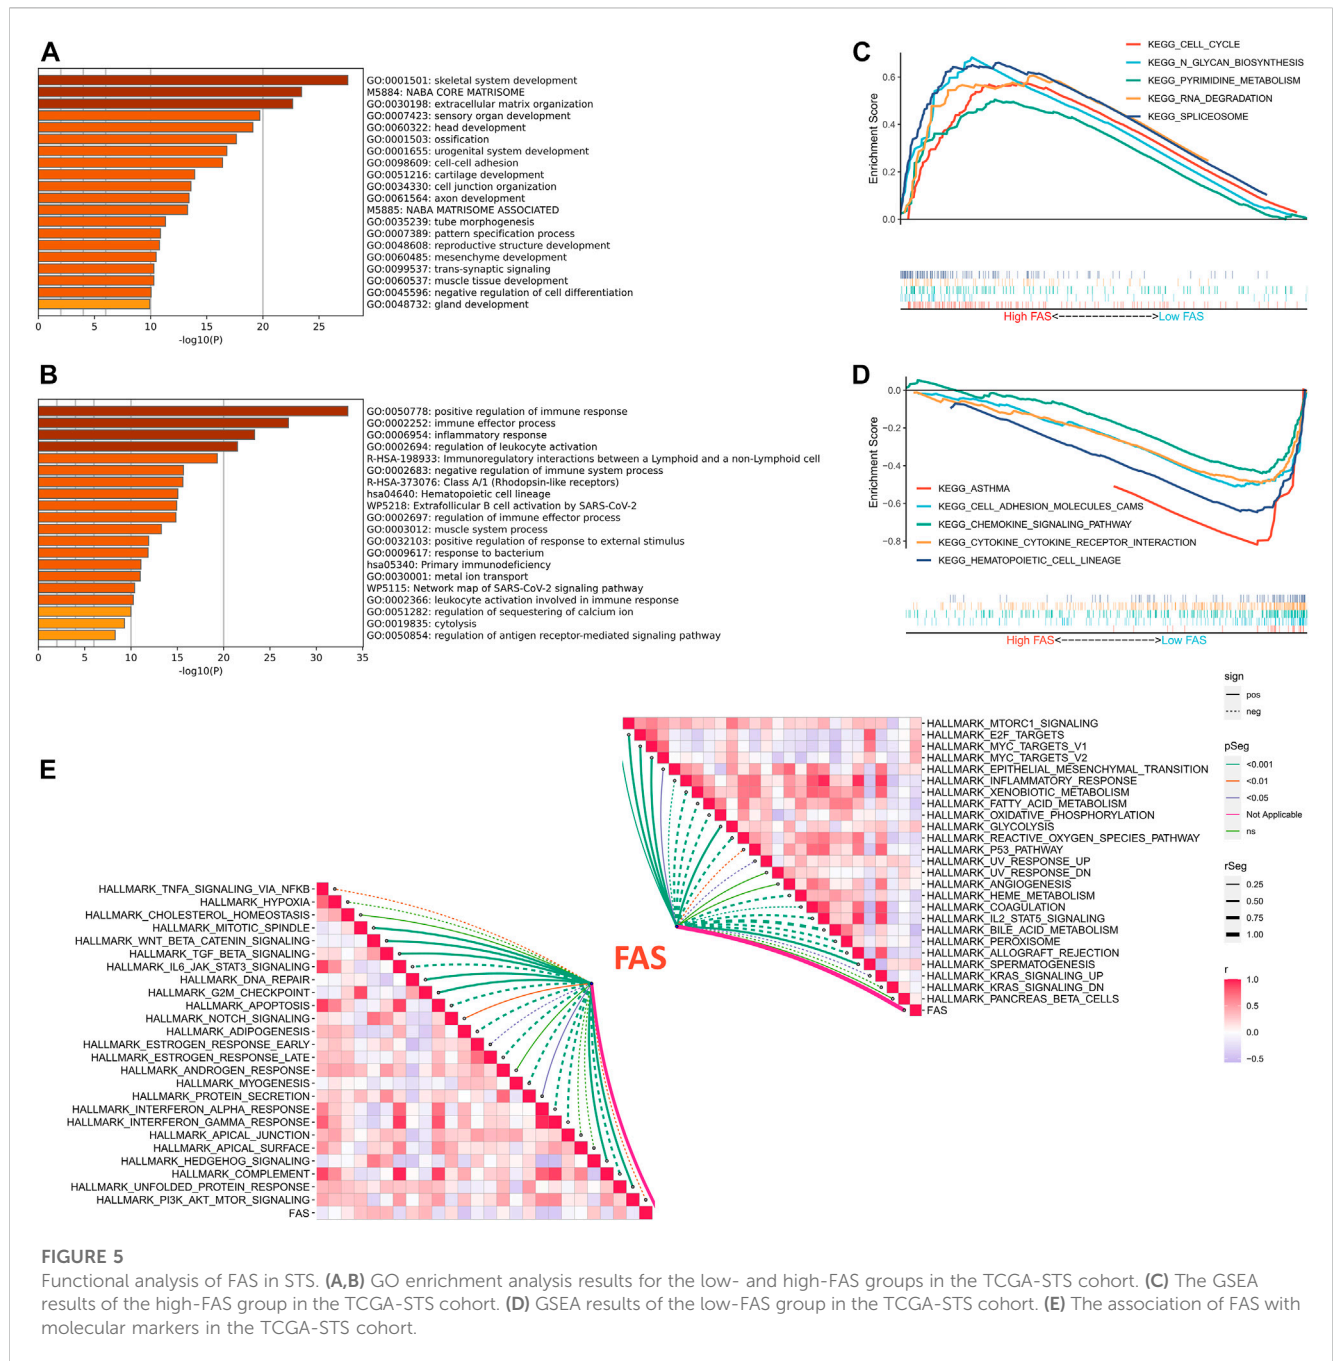 A
GO:0001501: skeletal system development
M5884: NABA CORE MATRISOME
GO:0030198: extracellular matrix organization
GO:0007423: sensory organ development
GO:0060322: head development
GO:0001503: ossification
GO:0001655: urogenital system development
GO:0098609: cell-cell adhesion
GO:0051216: cartilage development
GO:0034330: cell junction organization
GO:0061564: axon development
M5885: NABA MATRISOME ASSOCIATED
GO:0035239: tube morphogenesis
GO:0007389: pattern specification process
GO:0048608: reproductive structure development
GO:0060485: mesenchyme development
GO:0099537: trans-synaptic signaling
GO:0060537: muscle tissue development
GO:0045596: negative regulation of cell differentiation
GO:0048732: gland development
0 5 10 15 20 25
-log10(P)
B
GO:0050778: positive regulation of immune response
GO:0002252: immune effector process
GO:0006954: inflammatory response
GO:0002694: regulation of leukocyte activation
R-HSA-198933: Immunoregulatory interactions between a Lymphoid and a non-Lymphoid cell
GO:0002683: negative regulation of immune system process
R-HSA-373076: Class A/1 (Rhodopsin-like receptors)
hsa04640: Hematopoietic cell lineage
WP5218: Extrafollicular B cell activation by SARS-CoV-2
GO:0002697: regulation of immune effector process
GO:0003012: muscle system process
GO:0032103: positive regulation of response to external stimulus
GO:0009617: response to bacterium
hsa05340: Primary immunodeficiency
GO:0030001: metal ion transport
WP5115: Network map of SARS-CoV-2 signaling pathway
GO:0002366: leukocyte activation involved in immune response
GO:0051282: regulation of sequestering of calcium ion
GO:0019835: cytolysis
GO:0050854: regulation of antigen receptor-mediated signaling pathway
0 5 10 15 20 25 30 35
-log10(P)
C
KEGG_CELL_CYCLE
KEGG_N_GLYCAN_BIOSYNTHESIS
KEGG_PYRIMIDINE_METABOLISM
KEGG_RNA_DEGRADATION
KEGG_SPLICEOSOME
Enrichment Score
0.6
0.4
0.2
0.0
High FAS<-------------->Low FAS
D
0.0
−0.2
−0.4
−0.6
−0.8
Enrichment Score
KEGG_ASTHMA
KEGG_CELL_ADHESION_MOLECULES_CAMS
KEGG_CHEMOKINE_SIGNALING_PATHWAY
KEGG_CYTOKINE_CYTOKINE_RECEPTOR_INTERACTION
KEGG_HEMATOPOIETIC_CELL_LINEAGE
High FAS<-------------->Low FAS
E
HALLMARK_TNFA_SIGNALING_VIA_NFKB
HALLMARK_HYPOXIA
HALLMARK_CHOLESTEROL_HOMEOSTASIS
HALLMARK_MITOTIC_SPINDLE
HALLMARK_WNT_BETA_CATENIN_SIGNALING
HALLMARK_TGF_BETA_SIGNALING
HALLMARK_IL6_JAK_STAT3_SIGNALING
HALLMARK_DNA_REPAIR
HALLMARK_G2M_CHECKPOINT
HALLMARK_APOPTOSIS
HALLMARK_NOTCH_SIGNALING
HALLMARK_ADIPOGENESIS
HALLMARK_ESTROGEN_RESPONSE_EARLY
HALLMARK_ESTROGEN_RESPONSE_LATE
HALLMARK_ANDROGEN_RESPONSE
HALLMARK_MYOGENESIS
HALLMARK_PROTEIN_SECRETION
HALLMARK_INTERFERON_ALPHA_RESPONSE
HALLMARK_INTERFERON_GAMMA_RESPONSE
HALLMARK_APICAL_JUNCTION
HALLMARK_APICAL_SURFACE
HALLMARK_HEDGEHOG_SIGNALING
HALLMARK_COMPLEMENT
HALLMARK_UNFOLDED_PROTEIN_RESPONSE
HALLMARK_PI3K_AKT_MTOR_SIGNALING
FAS
FAS
HALLMARK_MTORC1_SIGNALING
HALLMARK_E2F_TARGETS
HALLMARK_MYC_TARGETS_V1
HALLMARK_MYC_TARGETS_V2
HALLMARK_EPITHELIAL_MESENCHYMAL_TRANSITION
HALLMARK_INFLAMMATORY_RESPONSE
HALLMARK_XENOBIOTIC_METABOLISM
HALLMARK_FATTY_ACID_METABOLISM
HALLMARK_OXIDATIVE_PHOSPHORYLATION
HALLMARK_GLYCOLYSIS
HALLMARK_REACTIVE_OXYGEN_SPECIES_PATHWAY
HALLMARK_P53_PATHWAY
HALLMARK_UV_RESPONSE_UP
HALLMARK_UV_RESPONSE_DN
HALLMARK_ANGIOGENESIS
HALLMARK_HEME_METABOLISM
HALLMARK_COAGULATION
HALLMARK_IL2_STAT5_SIGNALING
HALLMARK_BILE_ACID_METABOLISM
HALLMARK_PEROXISOME
HALLMARK_ALLOGRAFT_REJECTION
HALLMARK_SPERMATOGENESIS
HALLMARK_KRAS_SIGNALING_UP
HALLMARK_KRAS_SIGNALING_DN
HALLMARK_PANCREAS_BETA_CELLS
FAS
sign
pos
neg
pSeg
<0.001
<0.01
<0.05
Not Applicable
ns
rSeg
0.25
0.50
0.75
1.00
r
1.0
0.5
0.0
−0.5
FIGURE 5
Functional analysis of FAS in STS. (A,B) GO enrichment analysis results for the low- and high-FAS groups in the TCGA-STS cohort. (C) The GSEA
results of the high-FAS group in the TCGA-STS cohort. (D) GSEA results of the low-FAS group in the TCGA-STS cohort. (E) The association of FAS with
molecular markers in the TCGA-STS cohort.